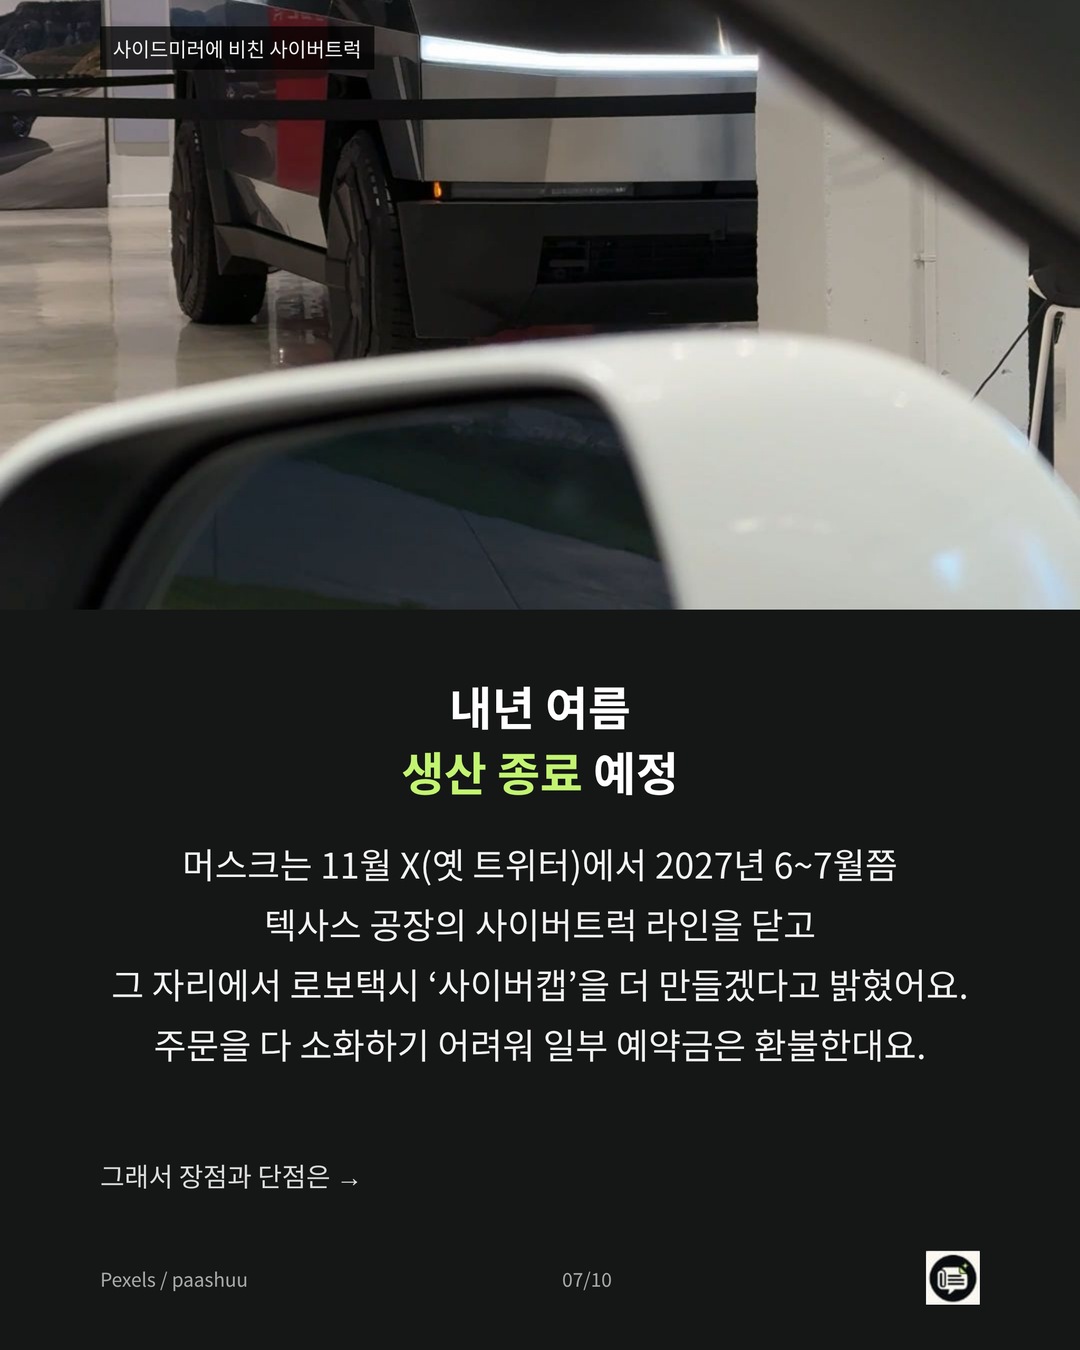 사이드미러에 비친 사이버트럭
내년 여름
생산 종료 예정
머스크는 11월 X(옛 트위터)에서 2027년 6~7월쯤
텍사스 공장의 사이버트럭 라인을 닫고
그 자리에서 로보택시 ‘사이버캡’을 더 만들겠다고 밝혔어요.
주문을 다 소화하기 어려워 일부 예약금은 환불한대요.
그래서 장점과 단점은 →
Pexels / paashuu
07/10